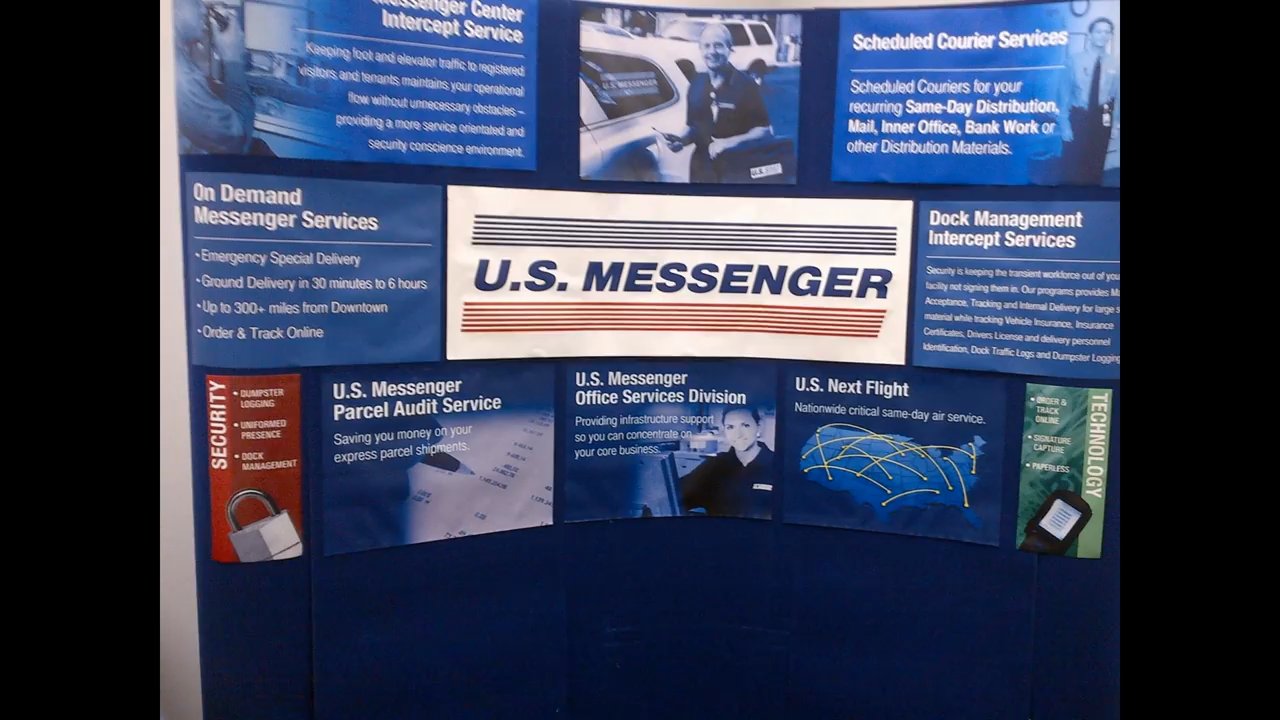 Messenger Center
Intercept Service
Keeping foot and elevator traffic to registered
visitors and tenants maintains your operational
flow without unnecessary obstacles –
providing a more service orientated and
security conscience environment.
U.S. MESSENGER
U.S.
Scheduled Courier Services
Scheduled Couriers for your
recurring Same-Day Distribution,
Mail, Inner Office, Bank Work or
other Distribution Materials.
On Demand
Messenger Services
•Emergency Special Delivery
•Ground Delivery in 30 minutes to 6 hours
•Up to 300+ miles from Downtown
•Order & Track Online
U.S. MESSENGER
Dock Management
Intercept Services
Security is keeping the transient workforce out of you
facility not signing them in. Our programs provides
Acceptance, Tracking and Internal Delivery for large
material while tracking Vehicle Insurance, Insurance
Certificates, Drivers License and delivery personnel
Identification, Dock Traffic Logs and Dumpster Logging
SECURITY
• DUMPSTER
LOGGING
• UNIFORMED
PRESENCE
• DOCK
MANAGEMENT
U.S. Messenger
Parcel Audit Service
Saving you money on your
express parcel shipments.
U.S. Messenger
Office Services Division
Providing infrastructure support
so you can concentrate on
your core business.
U.S. Next Flight
Nationwide critical same-day air service.
• ORDER &
TRACK
ONLINE
• SIGNATURE
CAPTURE
• PAPERLESS
TECHNOLOGY